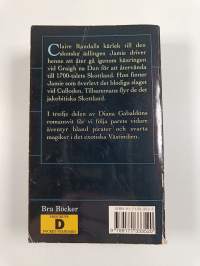 Claire Randalls kärlek till den
skotske ädlingen Jamie driver
henne att åter gå igenom häxringen
vid Craigh na Dun för att återvända
till 1700-talets Skottland. Hon finner
Jamie som överlevt det blodiga slaget
vid Culloden. Tillsammans flyr de det
jakobitiska Skottland.
I tredje delen av Diana Gabaldons
romansvit får vi följa parets vidare
äventyr bland pirater och svarta
magiker i det exotiska Västindien.
Bra Böcker
D